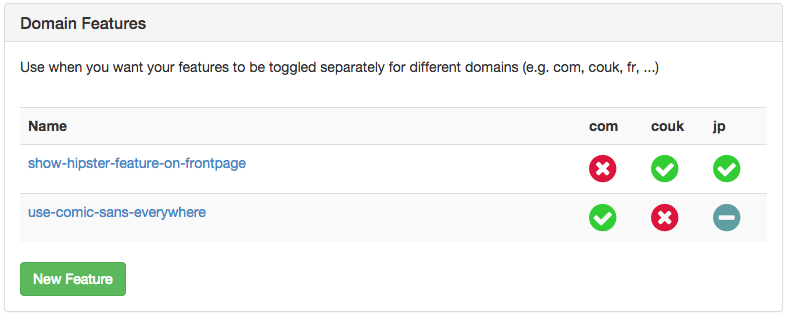 Domain Features
Use when you want your features to be toggled separately for different domains (e.g. com, couk, fr, ...)
Name com couk jp
show-hipster-feature-on-frontpage
use-comic-sans-everywhere
New Feature